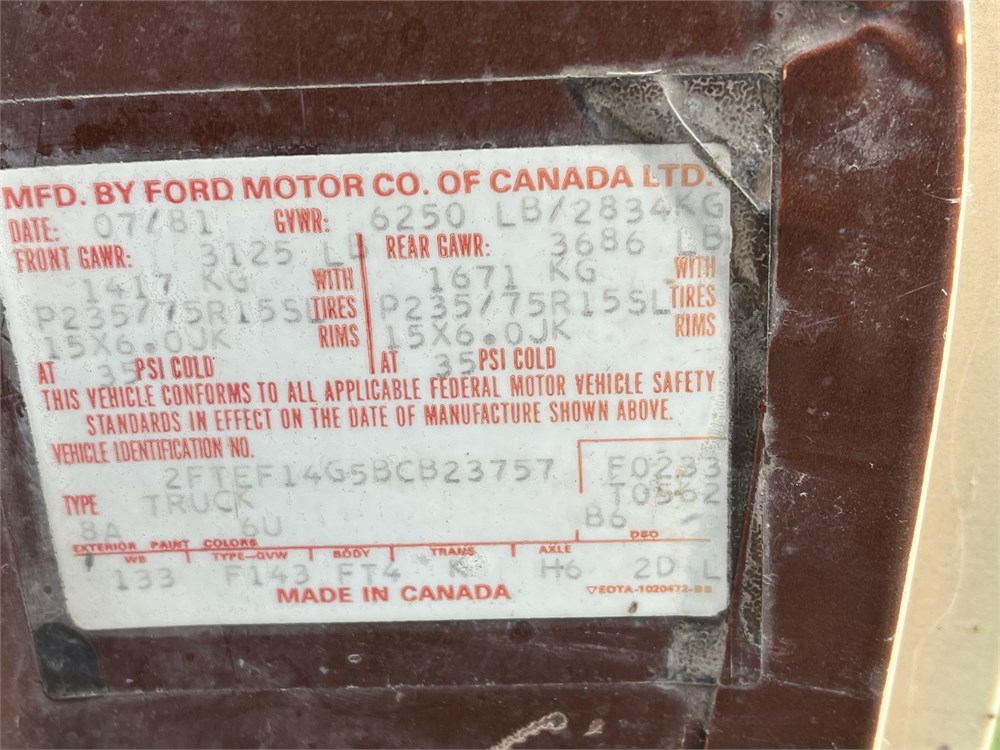 MFD. BY FORD MOTOR CO. OF CANADA LTD.
DATE: 07/81 GVWR: 6250 LB/2834KG
FRONT GAWR: 3125 LB REAR GAWR: 3686 LB
1417 KG WITH 1671 KG WITH
P235/75R15SL TIRES P235/75R15SL TIRES
15X6.0JK RIMS 15X6.0JK RIMS
AT 35 PSI COLD AT 35 PSI COLD
THIS VEHICLE CONFORMS TO ALL APPLICABLE FEDERAL MOTOR VEHICLE SAFETY
STANDARDS IN EFFECT ON THE DATE OF MANUFACTURE SHOWN ABOVE.
VEHICLE IDENTIFICATION NO.
2FTEF14G5BCB23757 F0233
TYPE TRUCK T0562
8A 6U B6 -
EXTERIOR PAINT COLORS DSO
WB TYPE-GVW BODY TRANS AXLE
133 F143 FT4 K H6 2D L
MADE IN CANADA ▽EOTA-1020472-BB